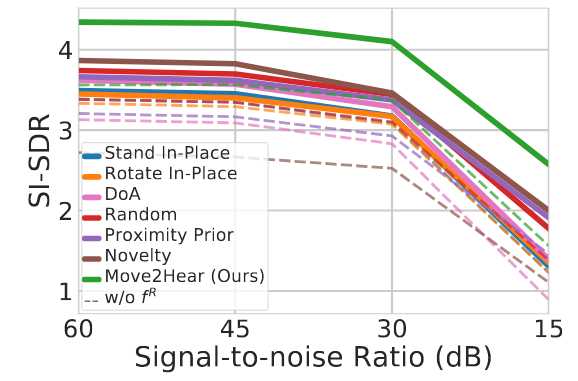 4
3
2
1
SI-SDR
Stand In-Place
Rotate In-Place
DoA
Random
Proximity Prior
Novelty
Move2Hear (Ours)
w/o f^R
60 45 30 15
Signal-to-noise Ratio (dB)